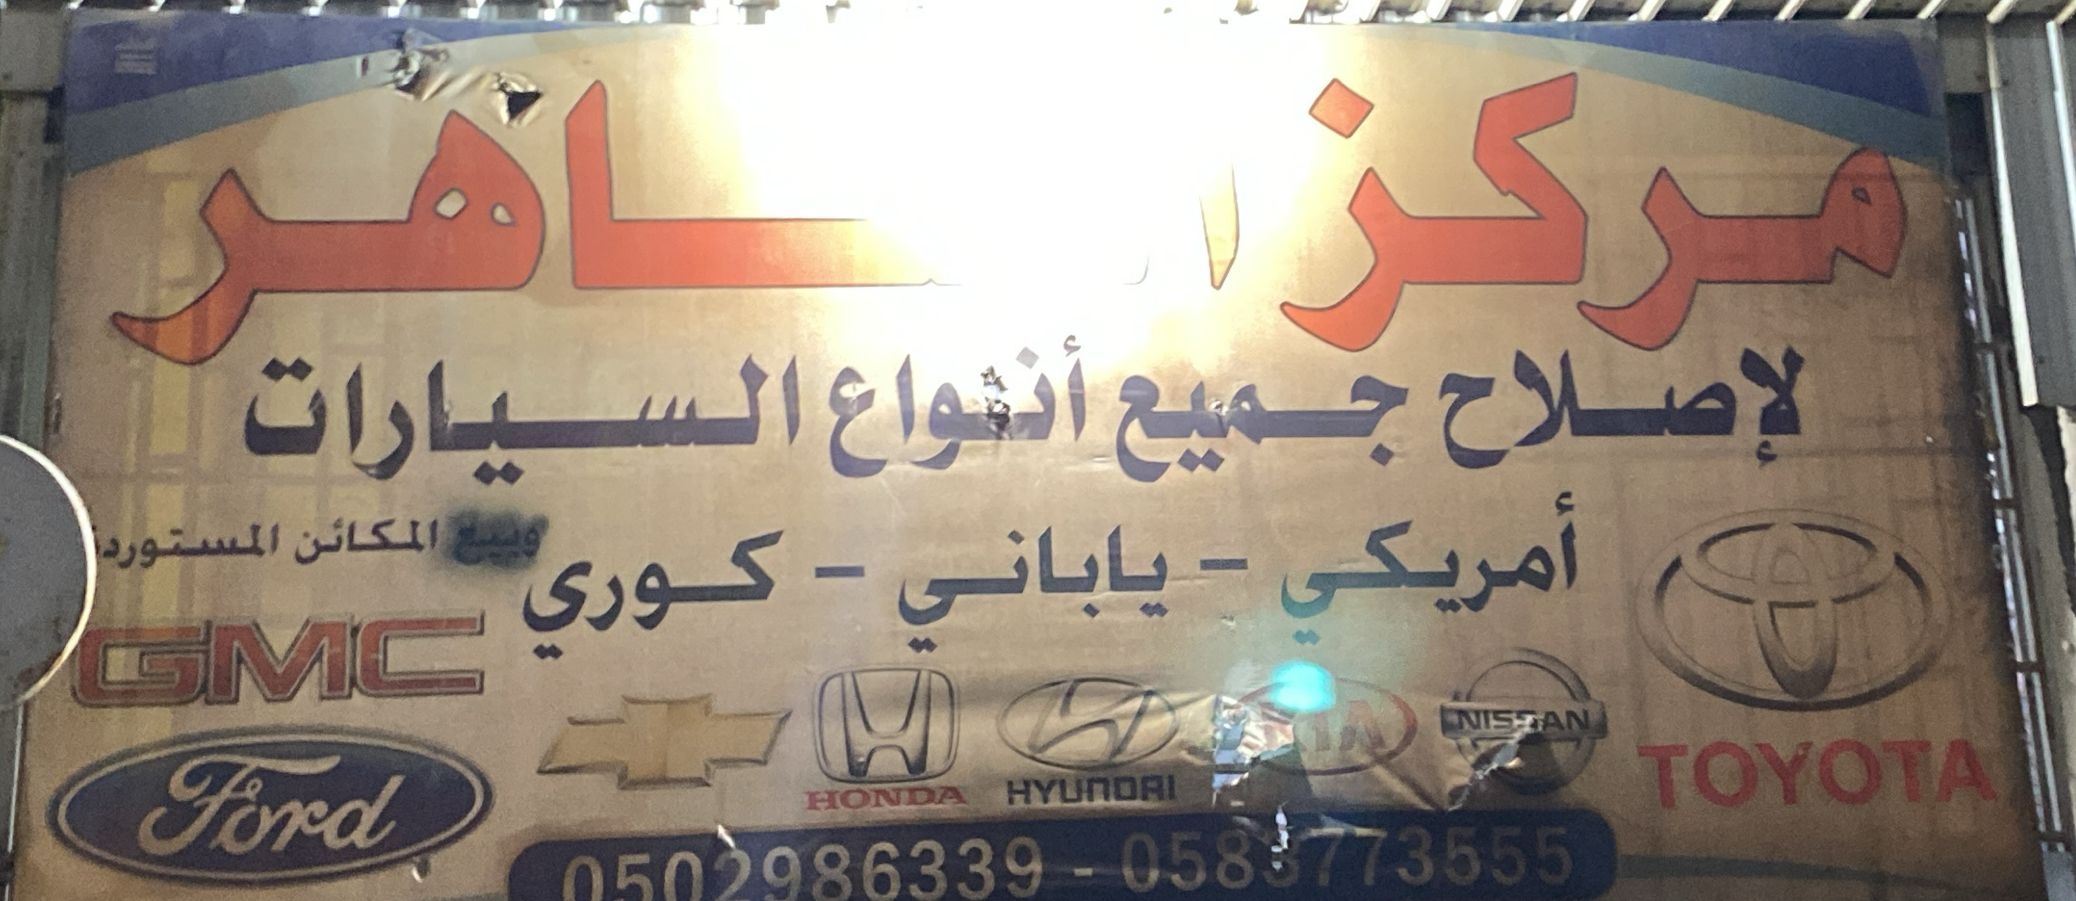 مركز
لإصلاح جميع أنواع السيارات
أمريكي - ياباني - كوري
وبيع المكائن المستوردة
GMC
Ford
HONDA
HYUNDAI
KIA
NISSAN
TOYOTA
0502986339 - 0583773555